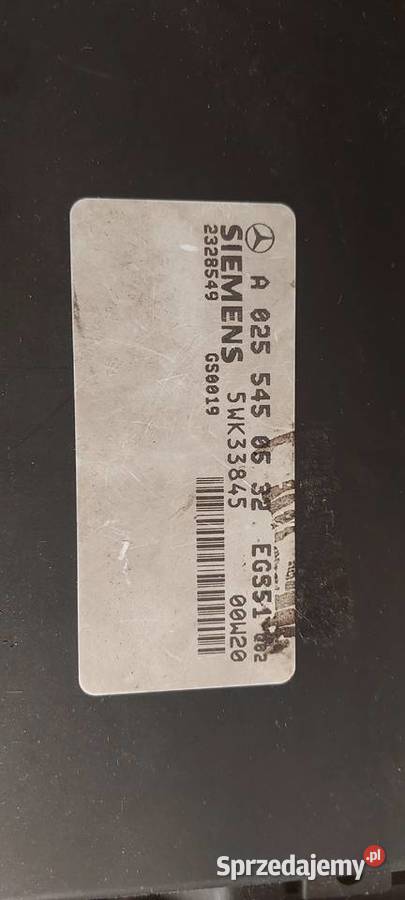 A 025 545 05 32 EGS51
SIEMENS 5WK33845 00W20
2328549 GS0019
Sprzedajemy.pl